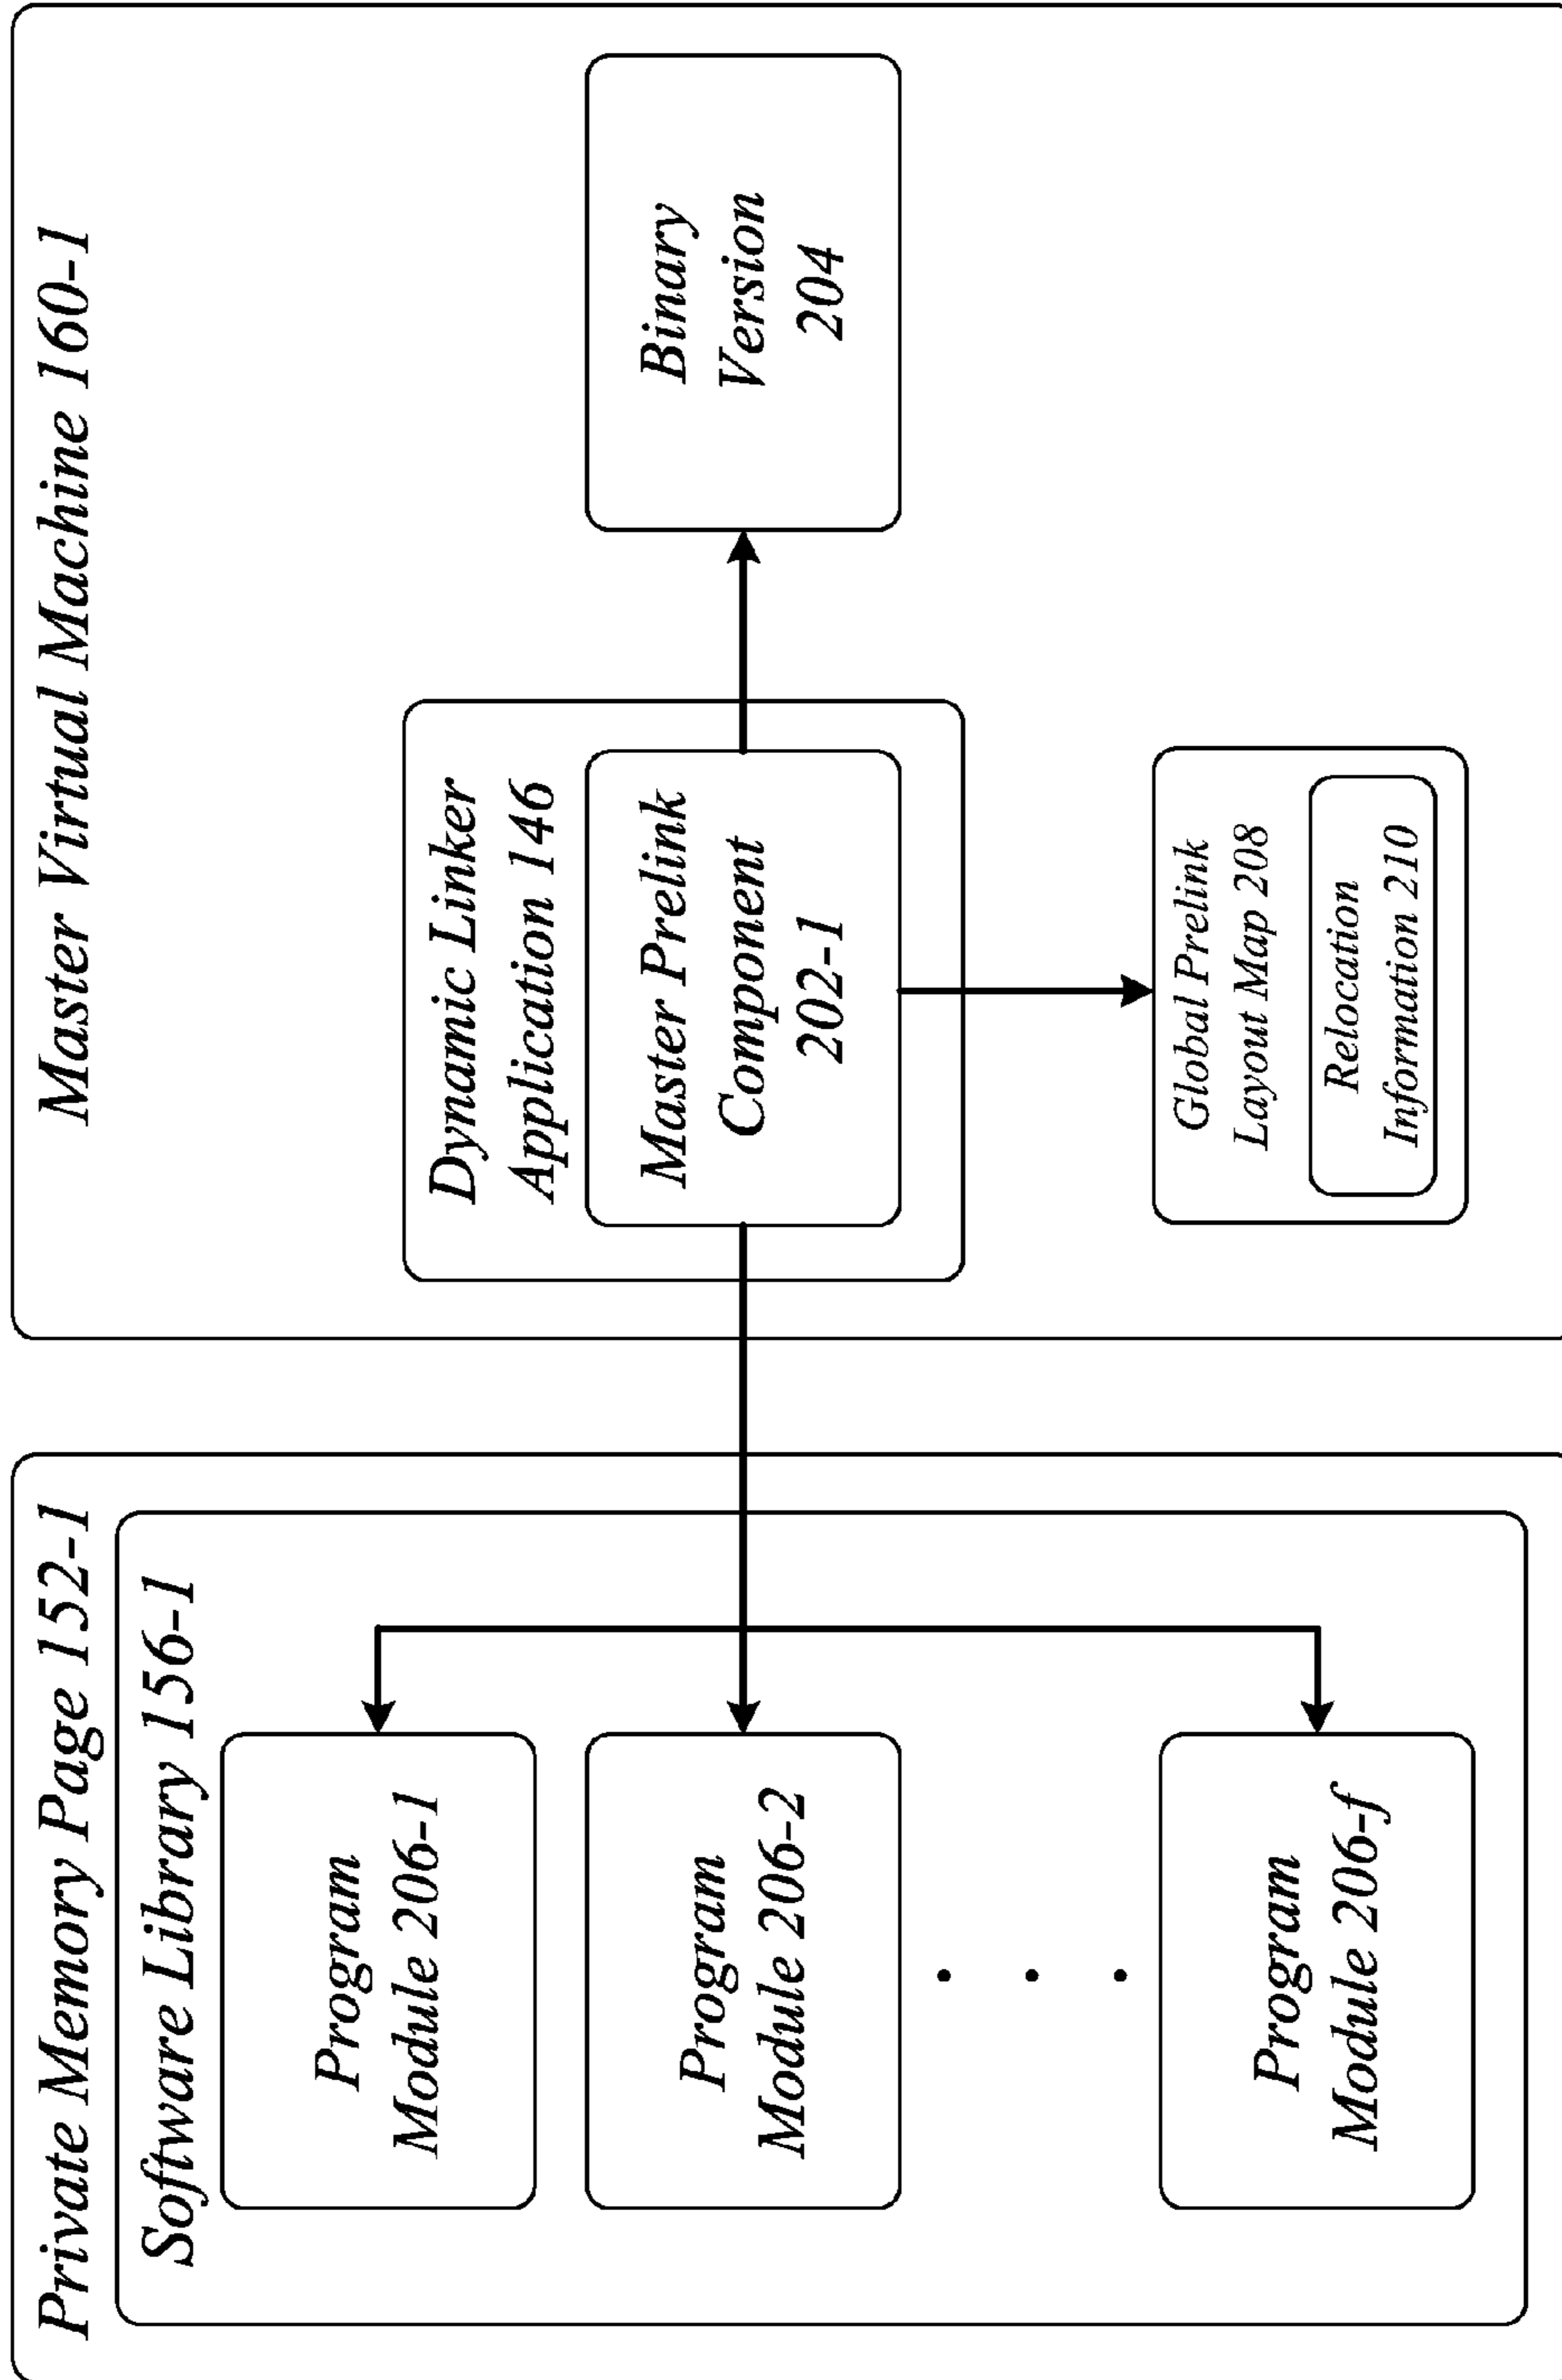 Private Memory Page 152-1
Software Library 156-1
Program
Module 206-1
Program
Module 206-2
. . .
Program
Module 206-f
Master Virtual Machine 160-1
Dynamic Linker
Application 146
Master Prelink
Component
202-1
Binary
Version
204
Global Prelink
Layout Map 208
Relocation
Information 210